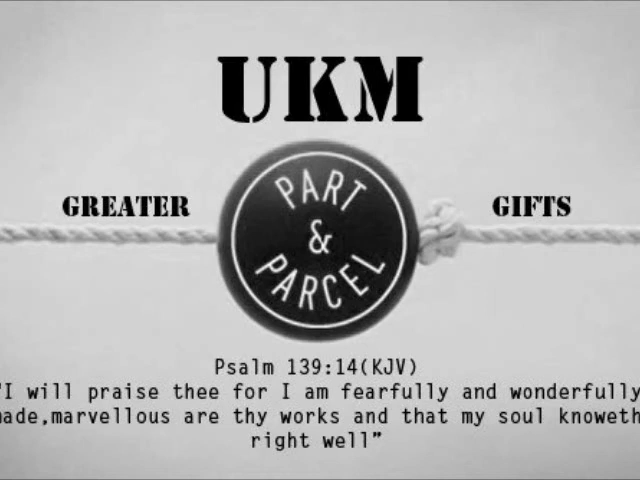 UKM
GREATER
GIFTS
PART
&
PARCEL
Psalm 139:14(KJV)
"I will praise thee for I am fearfully and wonderfully
made,marvellous are thy works and that my soul knoweth
right well”